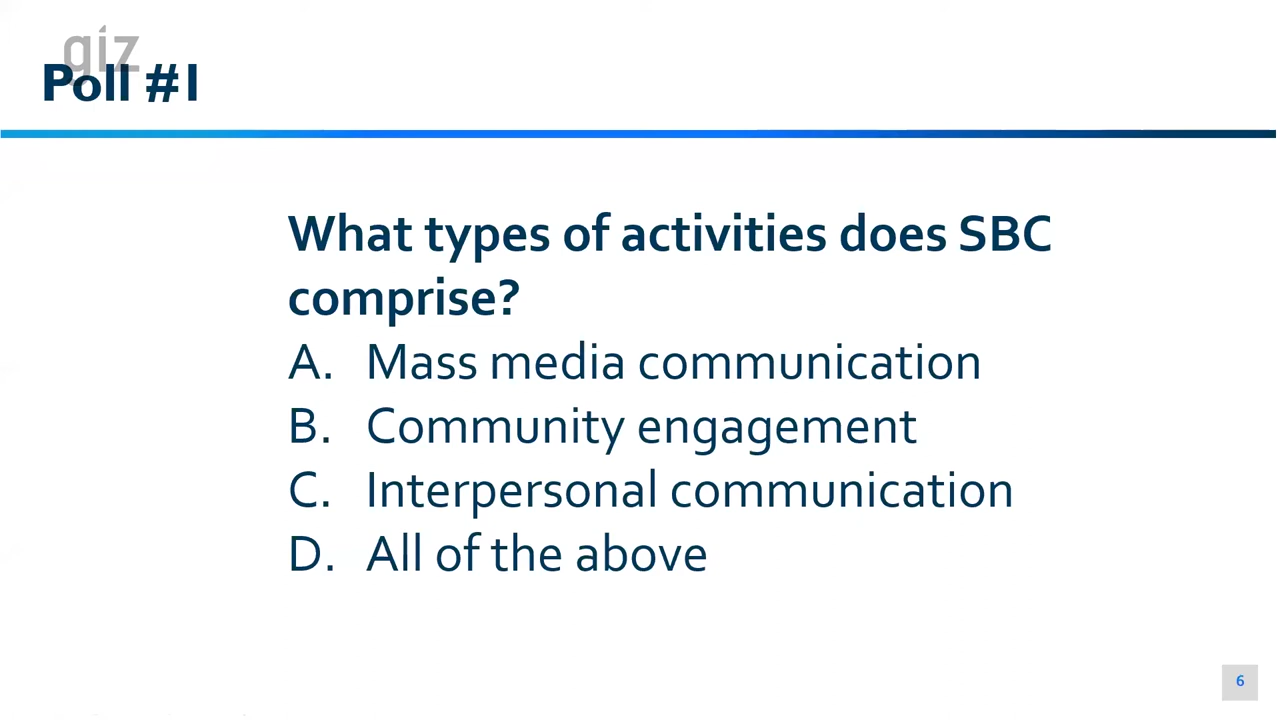 giz
Poll #1
What types of activities does SBC
comprise?
A. Mass media communication
B. Community engagement
C. Interpersonal communication
D. All of the above
6